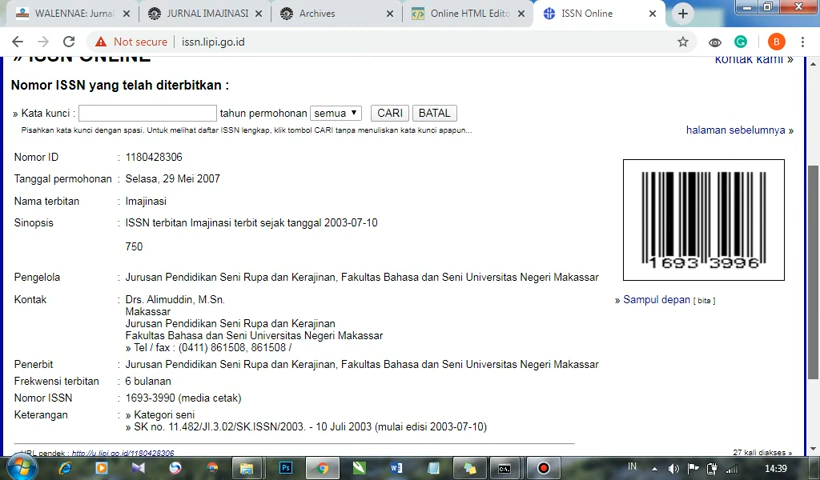 WALENNAE: Jurnal
JURNAL IMAJINASI
Archives
Online HTML Edito
ISSN Online
Not secure
issn.lipi.go.id
B
» ISSN ONLINE
kontak kami »
Nomor ISSN yang telah diterbitkan :
» Kata kunci :
tahun permohonan
semua
CARI
BATAL
Pisahkan kata kunci dengan spasi. Untuk melihat daftar ISSN lengkap, klik tombol CARI tanpa menuliskan kata kunci apapun...
halaman sebelumnya »
Nomor ID : 1180428306
Tanggal permohonan : Selasa, 29 Mei 2007
Nama terbitan : Imajinasi
Sinopsis : ISSN terbitan Imajinasi terbit sejak tanggal 2003-07-10
750
1693 3996
Pengelola : Jurusan Pendidikan Seni Rupa dan Kerajinan, Fakultas Bahasa dan Seni Universitas Negeri Makassar
Kontak : Drs. Alimuddin, M.Sn.
» Sampul depan [ bita ]
Makassar
Jurusan Pendidikan Seni Rupa dan Kerajinan
Fakultas Bahasa dan Seni Universitas Negeri Makassar
» Tel / fax : (0411) 861508, 861508 /
Penerbit : Jurusan Pendidikan Seni Rupa dan Kerajinan, Fakultas Bahasa dan Seni Universitas Negeri Makassar
Frekwensi terbitan : 6 bulanan
Nomor ISSN : 1693-3990 (media cetak)
Keterangan : » Kategori seni
» SK no. 11.482/JI.3.02/SK.ISSN/2003. - 10 Juli 2003 (mulai edisi 2003-07-10)
» URL pendek : http://u.lipi.go.id/1180428306
27 kali diakses »
IN
14:39